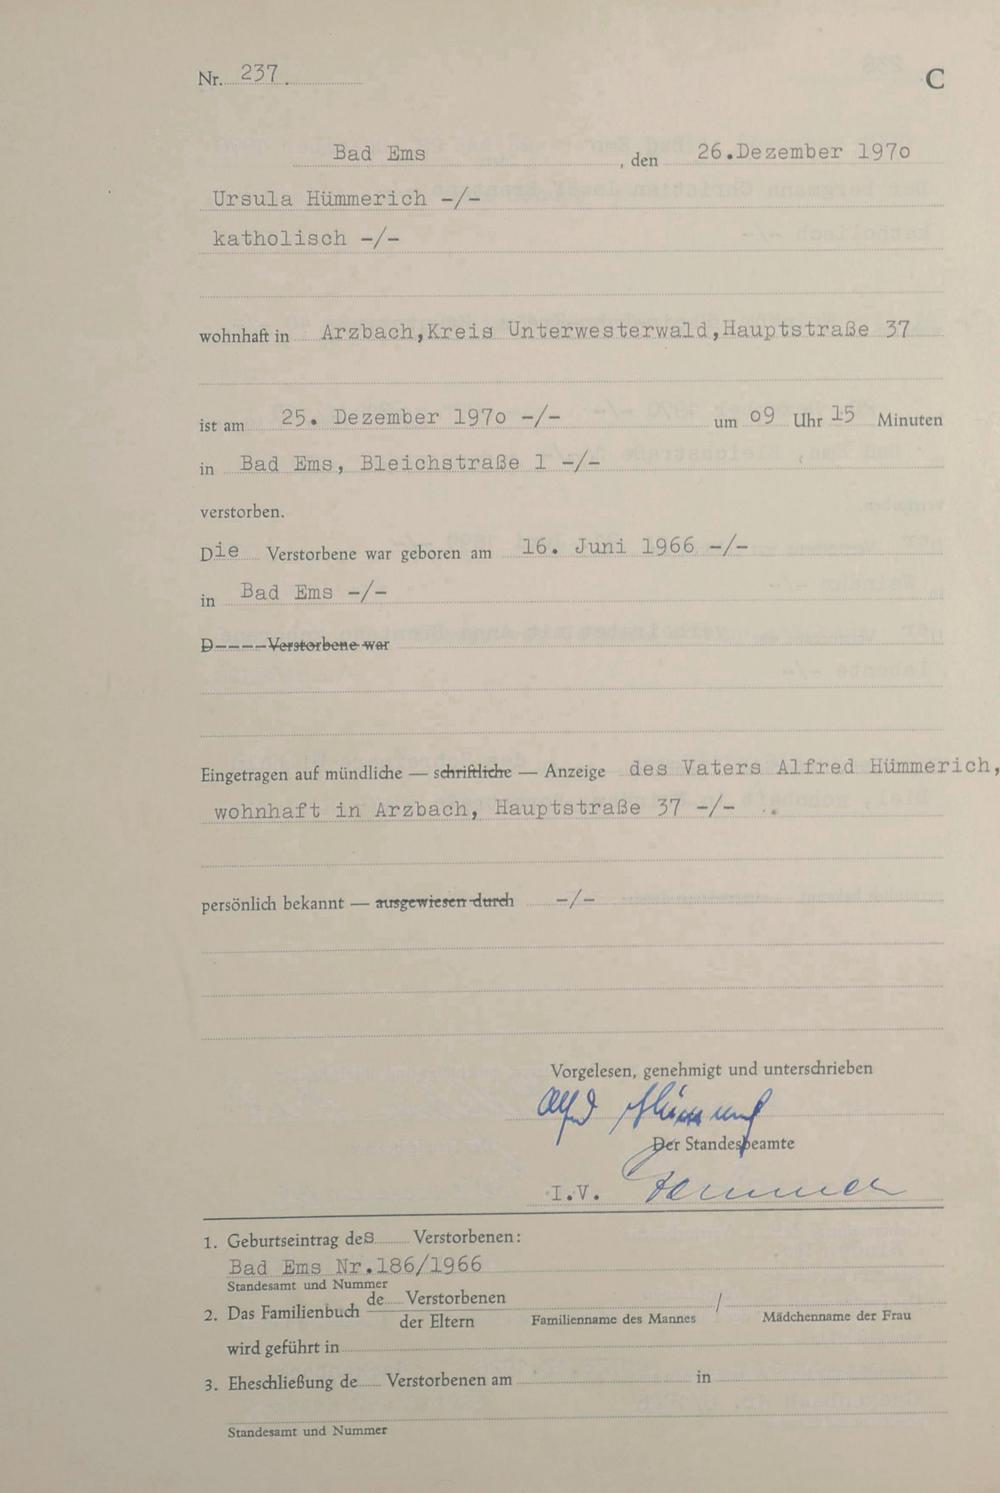 Nr. 237.
C
Bad Ems , den 26.Dezember 197o
Ursula Hümmerich -/-
katholisch -/-
wohnhaft in Arzbach,Kreis Unterwesterwald,Hauptstraße 37
ist am 25. Dezember 197o -/- um o9 Uhr 15 Minuten
in Bad Ems, Bleichstraße 1 -/-
verstorben.
Die Verstorbene war geboren am 16. Juni 1966 -/-
in Bad Ems -/-
D----Verstorbene war
Eingetragen auf mündliche — schriftliche — Anzeige des Vaters Alfred Hümmerich,
wohnhaft in Arzbach, Hauptstraße 37 -/-
persönlich bekannt — ausgewiesen durch -/-
Vorgelesen, genehmigt und unterschrieben
Alfred Hümmerich
Der Standesbeamte
I.V.
1. Geburtseintrag des Verstorbenen:
Bad Ems Nr.186/1966
Standesamt und Nummer
2. Das Familienbuch de Verstorbenen
der Eltern
/
Familienname des Mannes Mädchenname der Frau
wird geführt in
3. Eheschließung de Verstorbenen am in
Standesamt und Nummer